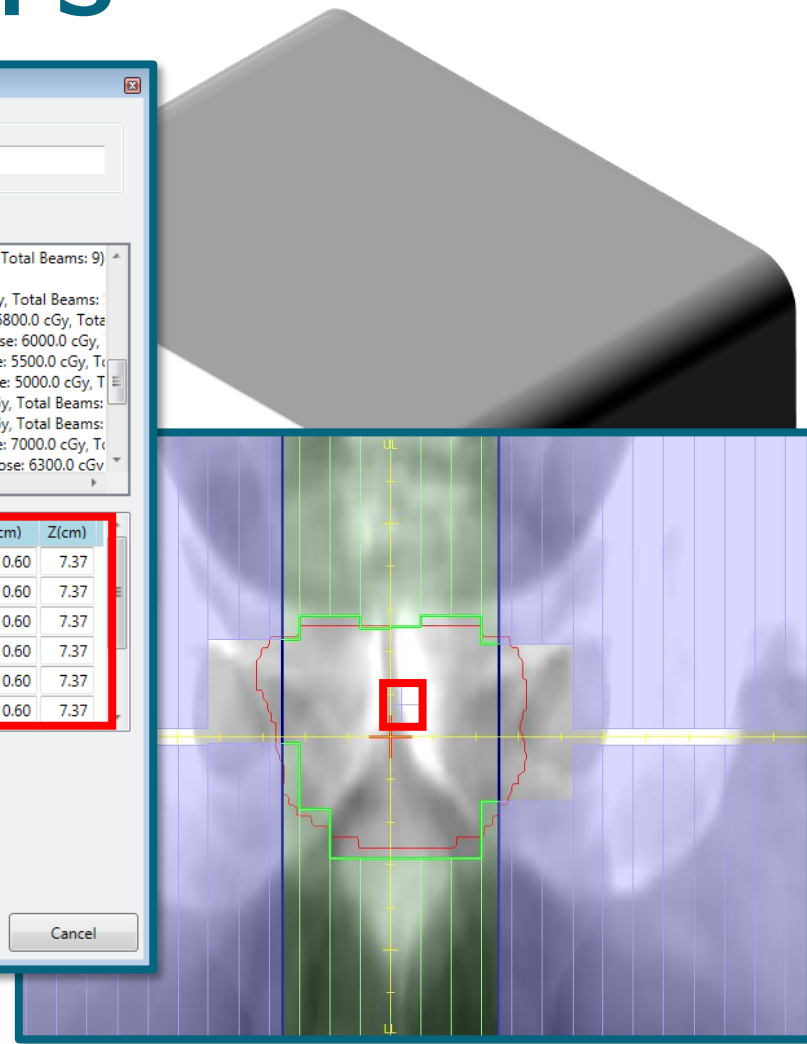 PS
Total Beams: 9)
y, Total Beams:
6800.0 cGy, Tota
se: 6000.0 cGy,
e: 5500.0 cGy, To
e: 5000.0 cGy, T
y, Total Beams:
y, Total Beams:
e: 7000.0 cGy, To
ose: 6300.0 cGy
cm) Z(cm)
0.60 7.37
0.60 7.37
0.60 7.37
0.60 7.37
0.60 7.37
0.60 7.37
Cancel
UL
LL